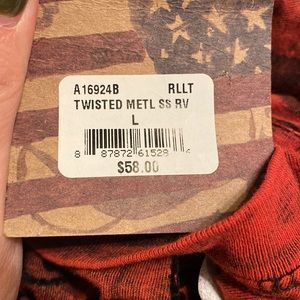 A16924B RLLT
TWISTED METL SS RV
L
8 87872 61528 4
$58.00